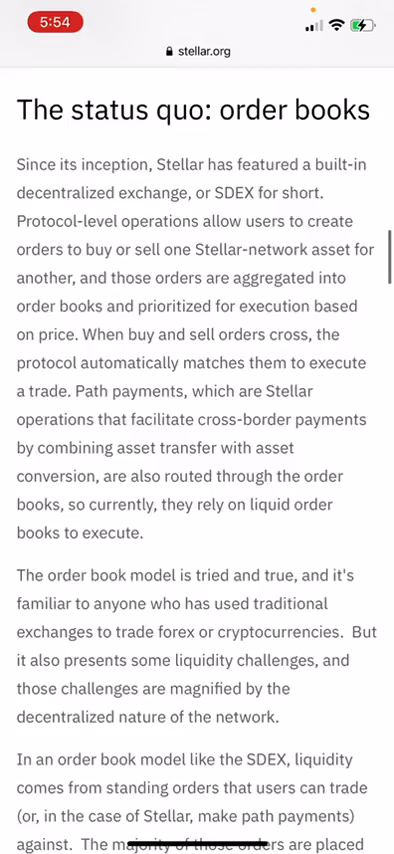 5:54
stellar.org
The status quo: order books
Since its inception, Stellar has featured a built-in
decentralized exchange, or SDEX for short.
Protocol-level operations allow users to create
orders to buy or sell one Stellar-network asset for
another, and those orders are aggregated into
order books and prioritized for execution based
on price. When buy and sell orders cross, the
protocol automatically matches them to execute
a trade. Path payments, which are Stellar
operations that facilitate cross-border payments
by combining asset transfer with asset
conversion, are also routed through the order
books, so currently, they rely on liquid order
books to execute.
The order book model is tried and true, and it's
familiar to anyone who has used traditional
exchanges to trade forex or cryptocurrencies.  But
it also presents some liquidity challenges, and
those challenges are magnified by the
decentralized nature of the network.
In an order book model like the SDEX, liquidity
comes from standing orders that users can trade
(or, in the case of Stellar, make path payments)
against.  The majority of those orders are placed